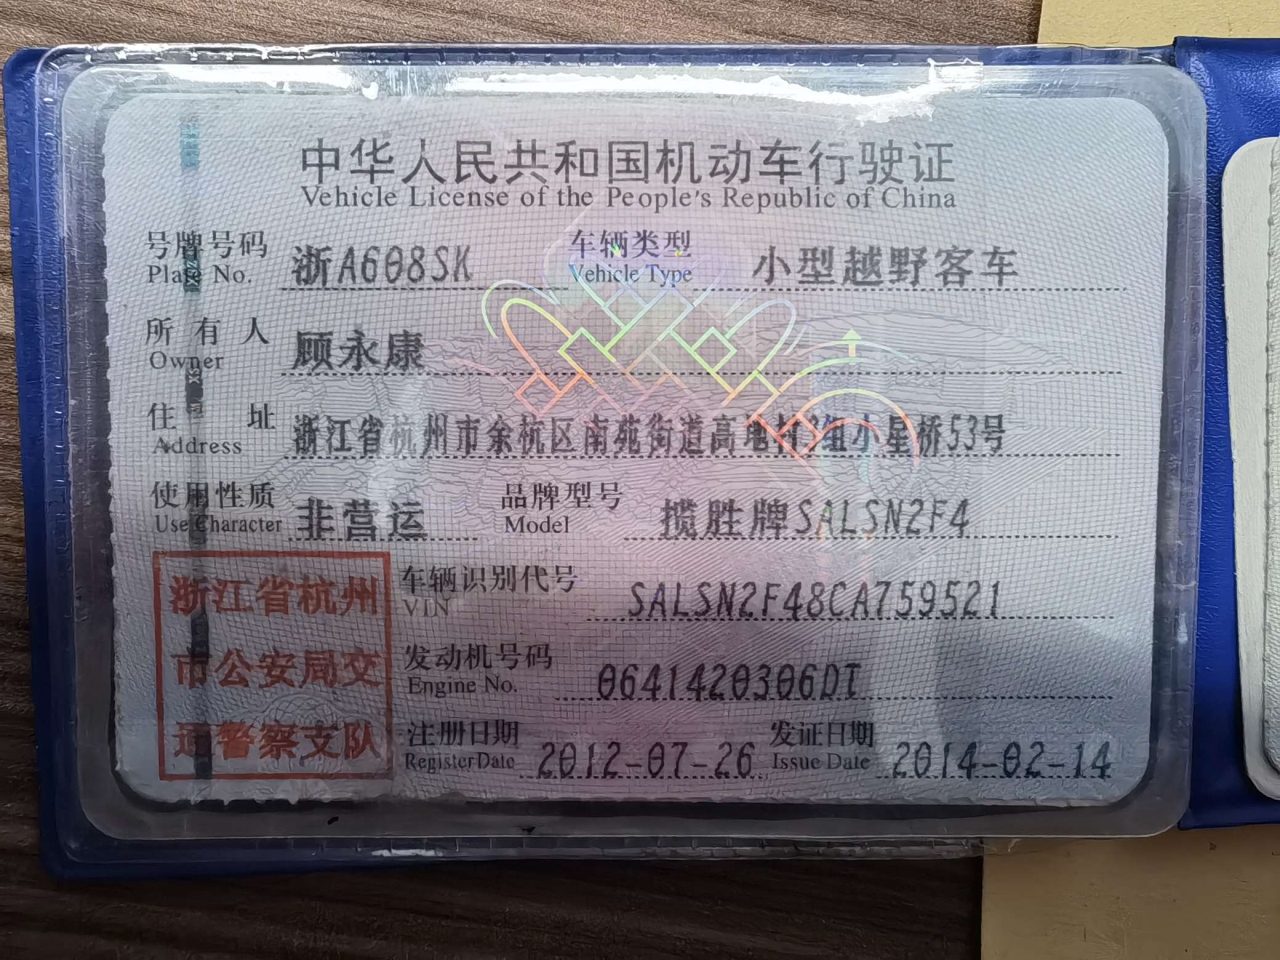 中华人民共和国机动车行驶证
Vehicle License of the People's Republic of China
号牌号码 浙A608SK 车辆类型 小型越野客车
Plate No. Vehicle Type
所有人 顾永康
Owner
住址 浙江省杭州市余杭区南苑街道高地村3组小星桥53号
Address
使用性质 非营运 品牌型号 揽胜牌SALSN2F4
Use Character Model
浙江省杭州 车辆识别代号 SALSN2F48CA759521
VIN
市公安局交 发动机号码 0641420306DT
Engine No.
通警察支队 注册日期 2012-07-26 发证日期 2014-02-14
Register Date Issue Date